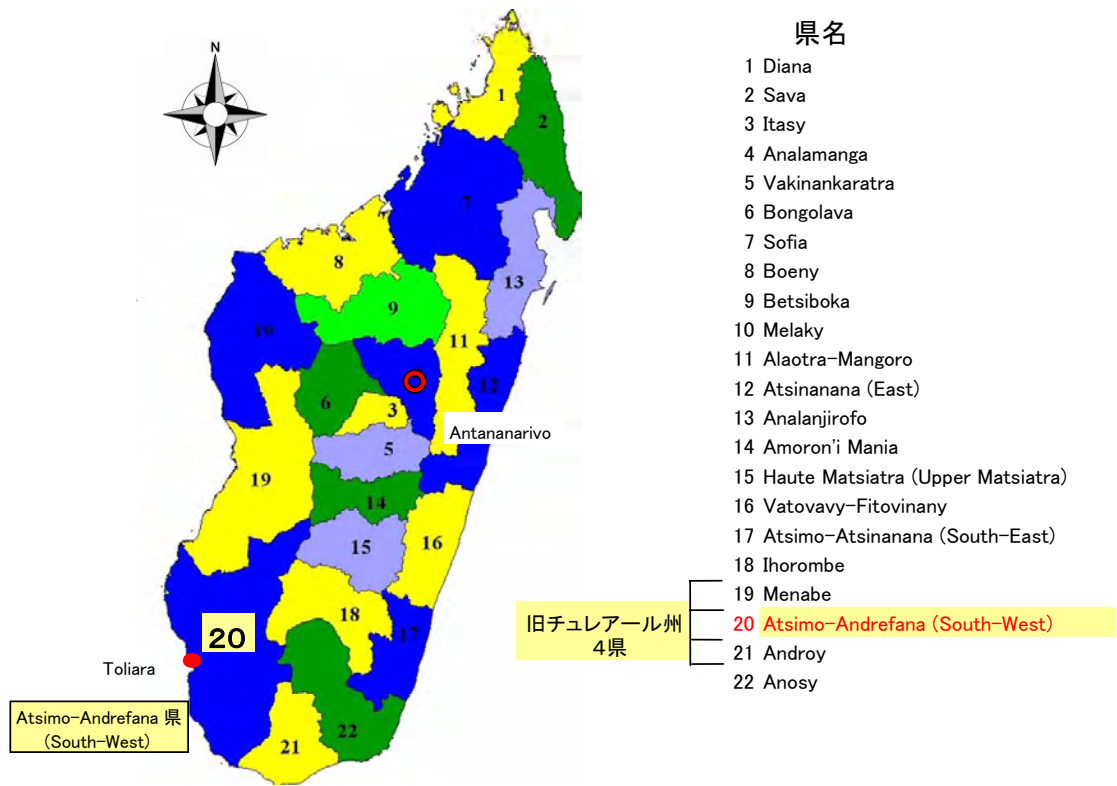 県名
1 Diana
2 Sava
3 Itasy
4 Analamanga
5 Vakinankaratra
6 Bongolava
7 Sofia
8 Boeny
9 Betsiboka
10 Melaky
11 Alaotra-Mangoro
12 Atsinanana (East)
13 Analanjirofo
14 Amoron'i Mania
15 Haute Matsiatra (Upper Matsiatra)
16 Vatovavy-Fitovinany
17 Atsimo-Atsinanana (South-East)
18 Ihorombe
19 Menabe
20 Atsimo-Andrefana (South-West)
21 Androy
22 Anosy
旧チュレアール州
4県
N
1
2
7
8
13
9
10
11
12
6
3
Antananarivo
5
19
14
15
16
18
17
20
Toliara
Atsimo-Andrefana 県
(South-West)
22
21